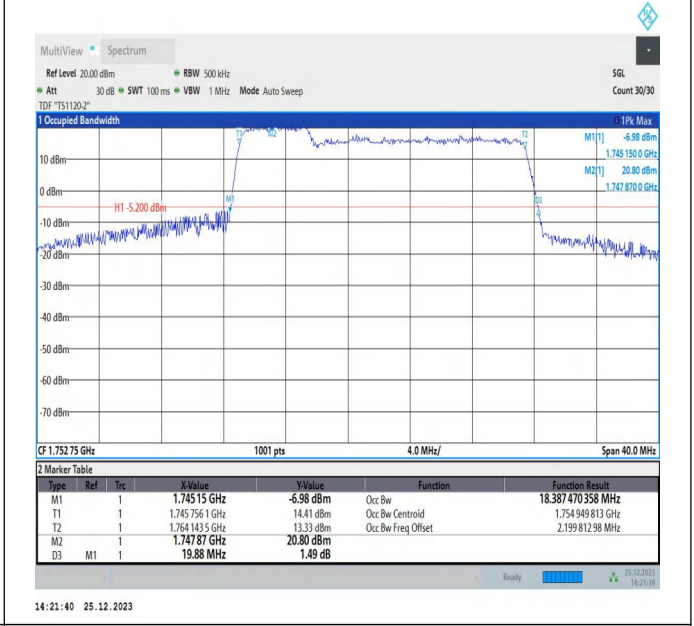 MultiView Spectrum
Ref Level 20.00 dBm RBW 500 kHz SGL
Att 30 dB SWT 100 ms VBW 1 MHz Mode Auto Sweep Count 30/30
TDF "TS1120-2"
1 Occupied Bandwidth 1Pk Max
T1 M2 T2 M1[1] -6.98 dBm
1.745 150 0 GHz
10 dBm M2[1] 20.80 dBm
1.747 870 0 GHz
0 dBm
M1 D3
H1 -5.200 dBm
-10 dBm
-20 dBm
-30 dBm
-40 dBm
-50 dBm
-60 dBm
-70 dBm
CF 1.752 75 GHz 1001 pts 4.0 MHz/ Span 40.0 MHz
2 Marker Table
Type Ref Trc X-Value Y-Value Function Function Result
M1 1 1.745 15 GHz -6.98 dBm Occ Bw 18.387 470 358 MHz
T1 1 1.745 756 1 GHz 14.41 dBm Occ Bw Centroid 1.754 949 813 GHz
T2 1 1.764 143 5 GHz 13.33 dBm Occ Bw Freq Offset 2.199 812 98 MHz
M2 1 1.747 87 GHz 20.80 dBm
D3 M1 1 19.88 MHz 1.49 dB
Ready 25.12.2023
14:21:39
14:21:40 25.12.2023